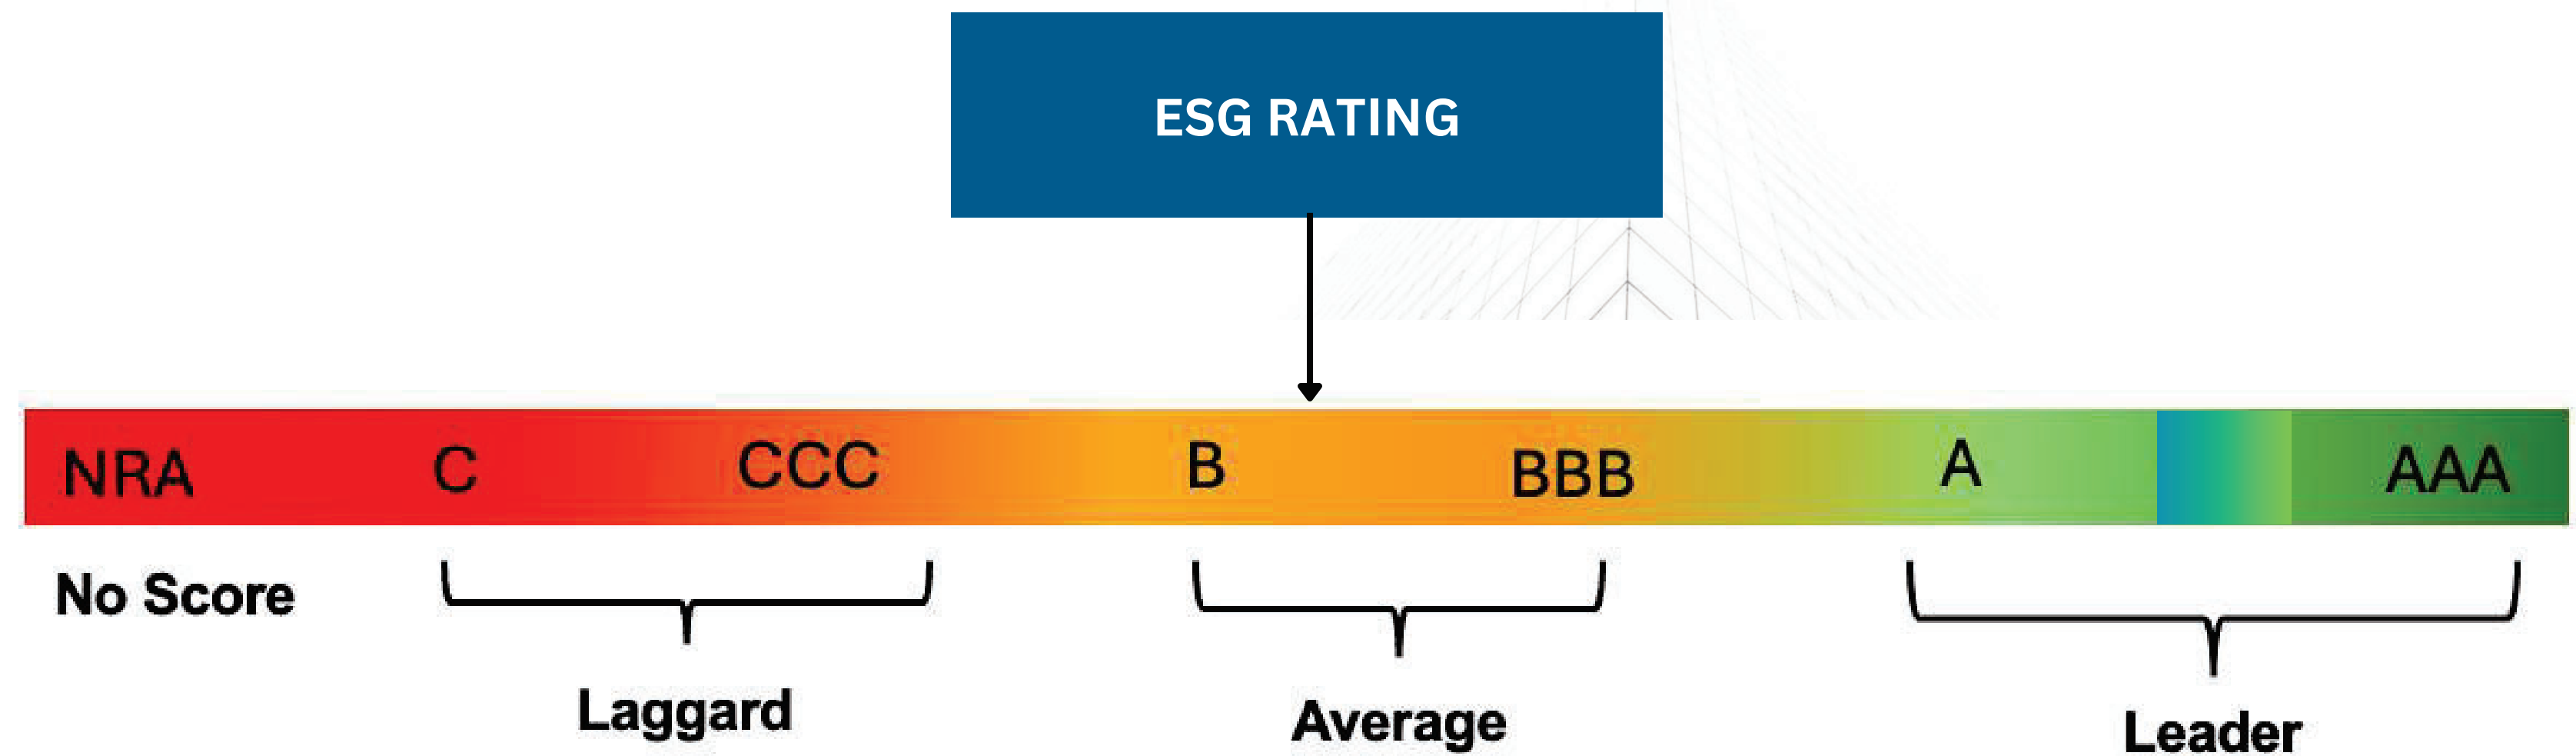 ESG RATING
NRA C CCC B BBB A AAA
No Score
Laggard
Average
Leader